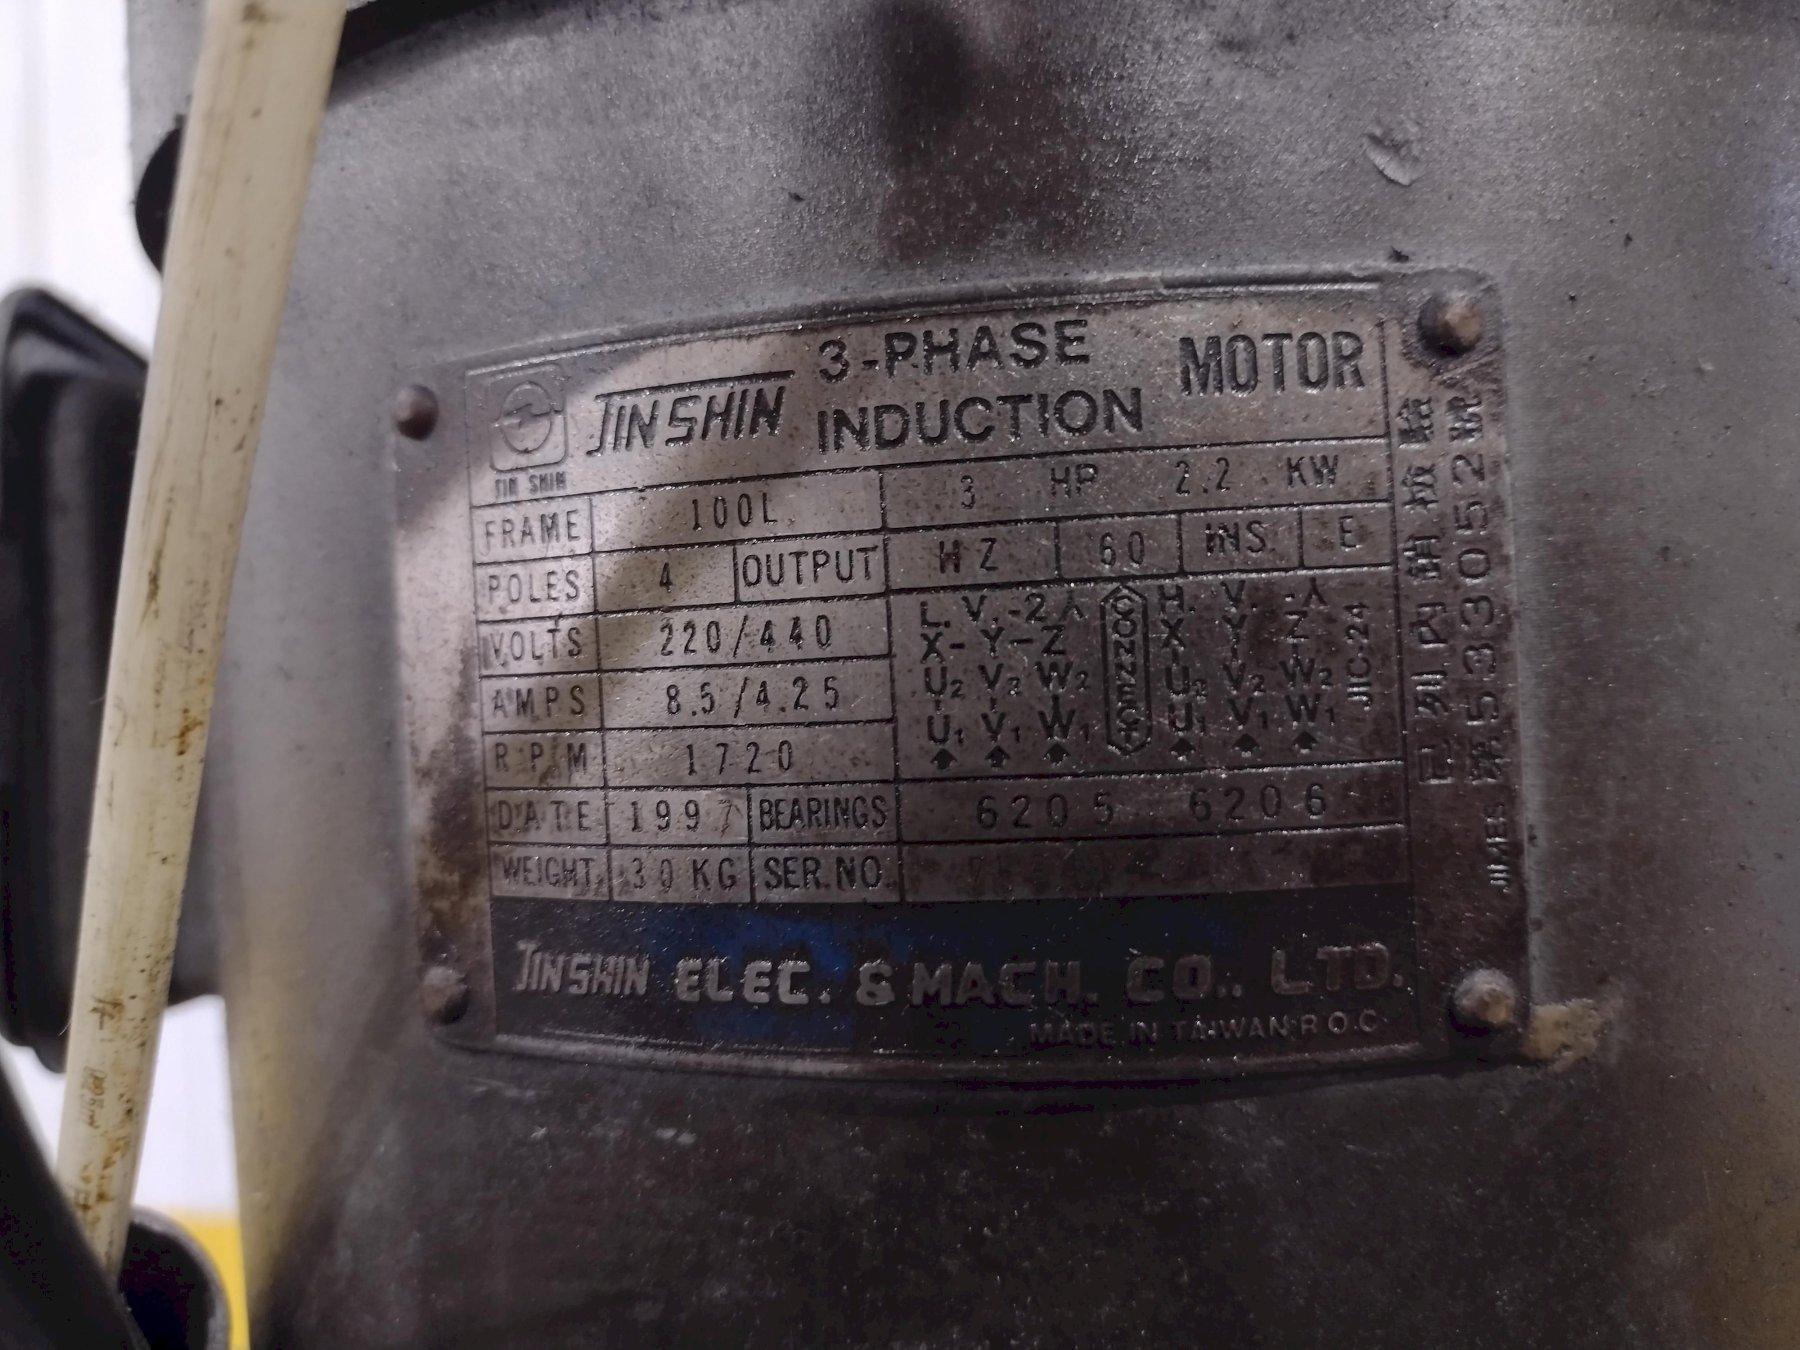 JINSHIN 3-PHASE INDUCTION MOTOR
JIN SHIN
FRAME 100L 3 HP 2.2 KW
POLES 4 OUTPUT HZ 60 INS. E
VOLTS 220/440
AMPS 8.5/4.25
RPM 1720
L. V. -2人 CONNECT H. V. -人
X-Y-Z X Y Z
U2 V2 W2 U2 V2 W2
U1 V1 W1 U1 V1 W1
JIC-24
DATE 1997 BEARINGS 6205 6206
WEIGHT 30KG SER.NO.
JINSHIN ELEC. & MACH. CO., LTD.
MADE IN TAIWAN R.O.C
已列內銷檢驗
第5333052號
JIMES